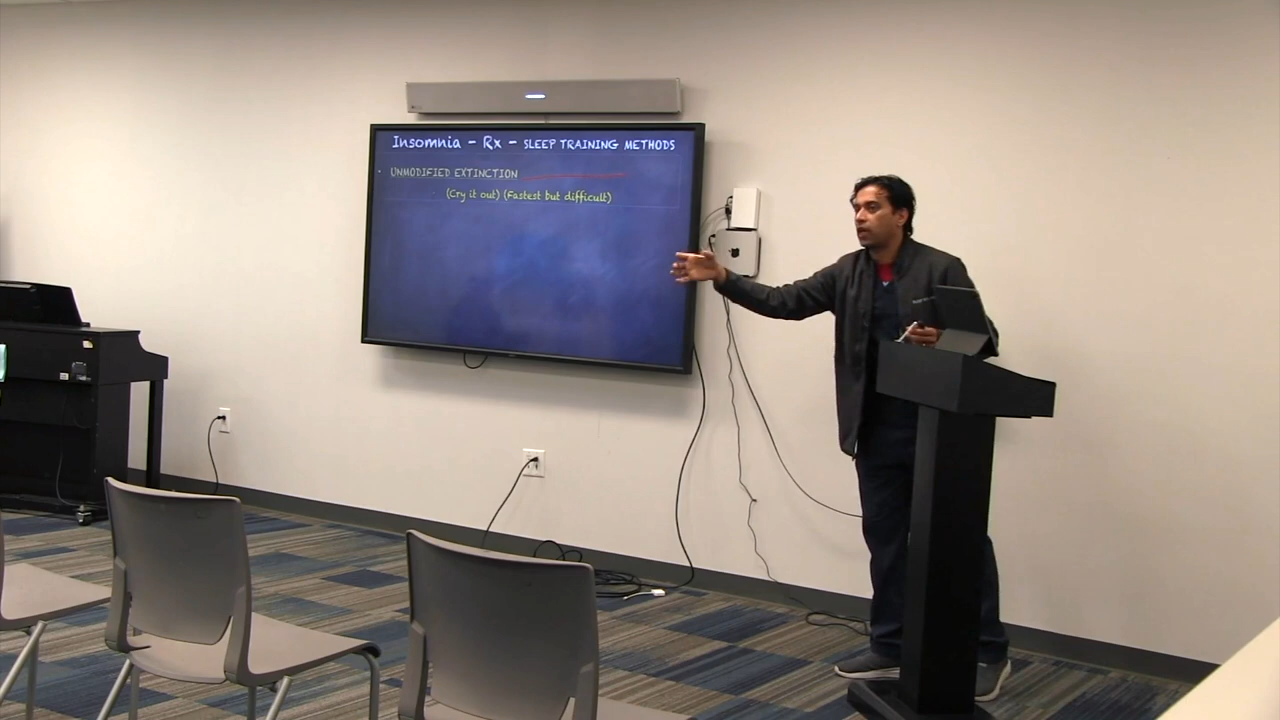 Insomnia - Rx - SLEEP TRAINING METHODS
• UNMODIFIED EXTINCTION
(Cry it out) (Fastest but difficult)